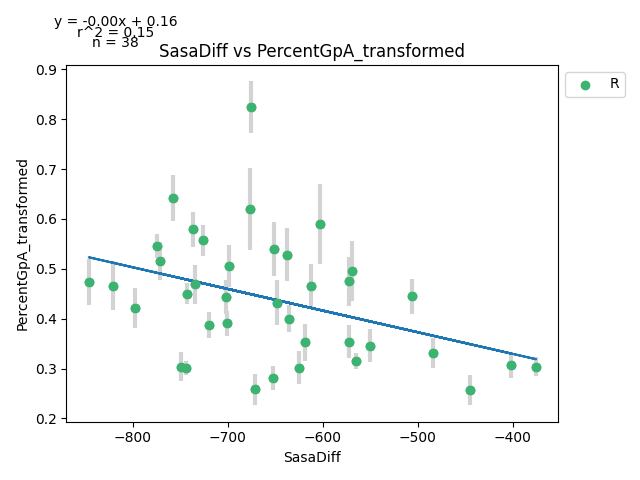 y = -0.00x + 0.16
r^2 = 0.15
n = 38
SasaDiff vs PercentGpA_transformed
R
PercentGpA_transformed
0.9
0.8
0.7
0.6
0.5
0.4
0.3
0.2
−800
−700
−600
−500
−400
SasaDiff